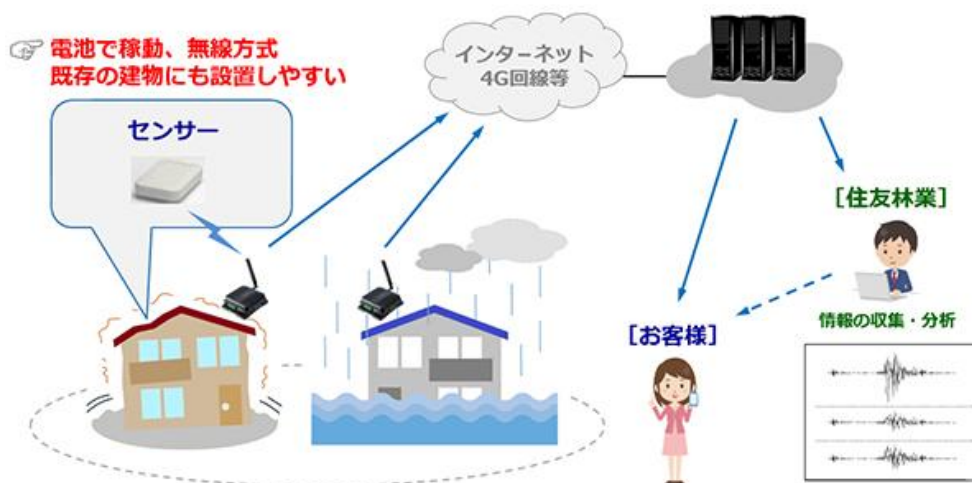 電池で稼動、無線方式
既存の建物にも設置しやすい
センサー
インターネット
4G回線等
［住友林業］
情報の収集・分析
［お客様］